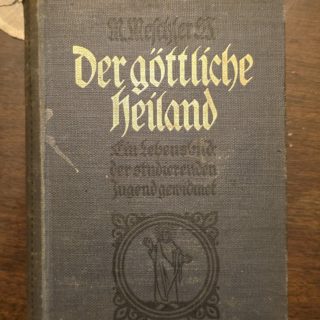 M. Meschler S.J.
Der göttliche
Heiland
Ein Lebensbild
der studierenden
Jugend gewidmet